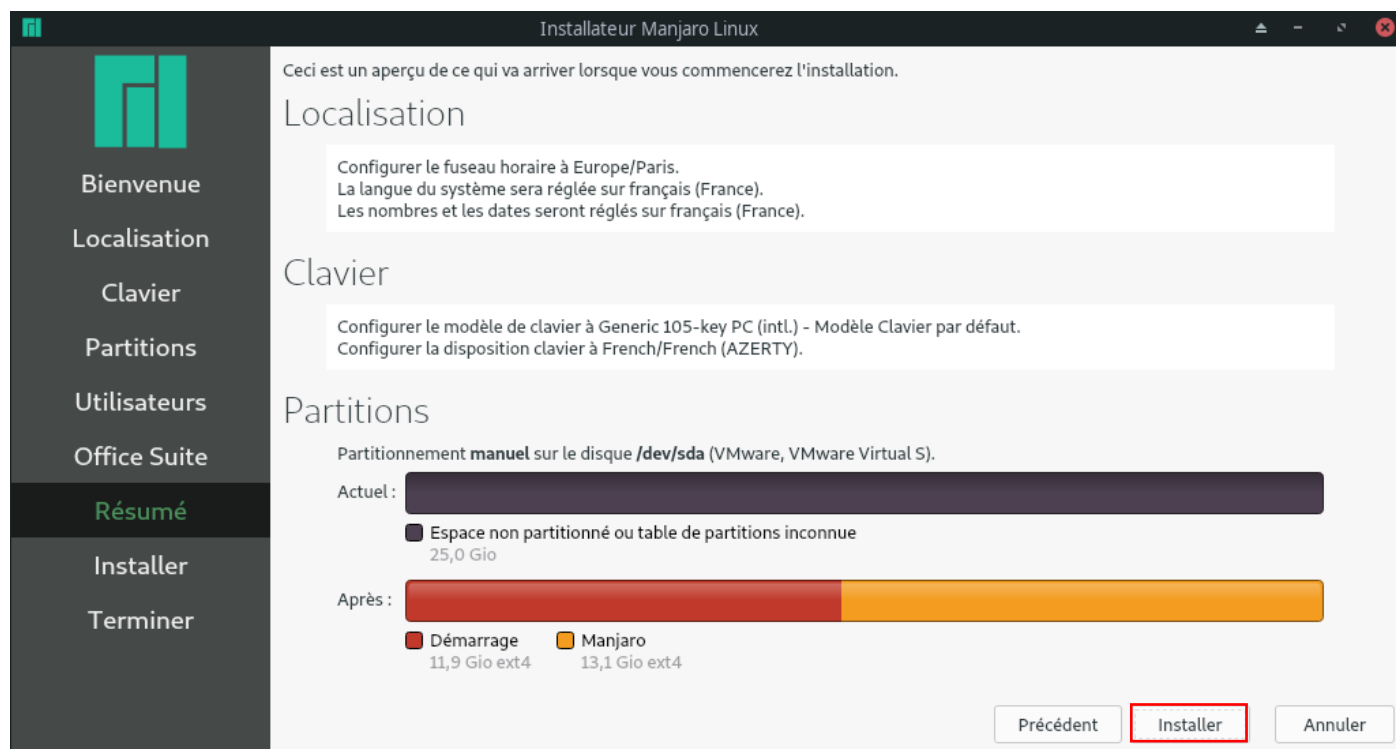 Installateur Manjaro Linux
Bienvenue
Localisation
Clavier
Partitions
Utilisateurs
Office Suite
Résumé
Installer
Terminer
Ceci est un aperçu de ce qui va arriver lorsque vous commencerez l'installation.
Localisation
Configurer le fuseau horaire à Europe/Paris.
La langue du système sera réglée sur français (France).
Les nombres et les dates seront réglés sur français (France).
Clavier
Configurer le modèle de clavier à Generic 105-key PC (intl.) - Modèle Clavier par défaut.
Configurer la disposition clavier à French/French (AZERTY).
Partitions
Partitionnement manuel sur le disque /dev/sda (VMware, VMware Virtual S).
Actuel :
Espace non partitionné ou table de partitions inconnue
25,0 Gio
Après :
Démarrage Manjaro
11,9 Gio ext4 13,1 Gio ext4
Précédent Installer Annuler